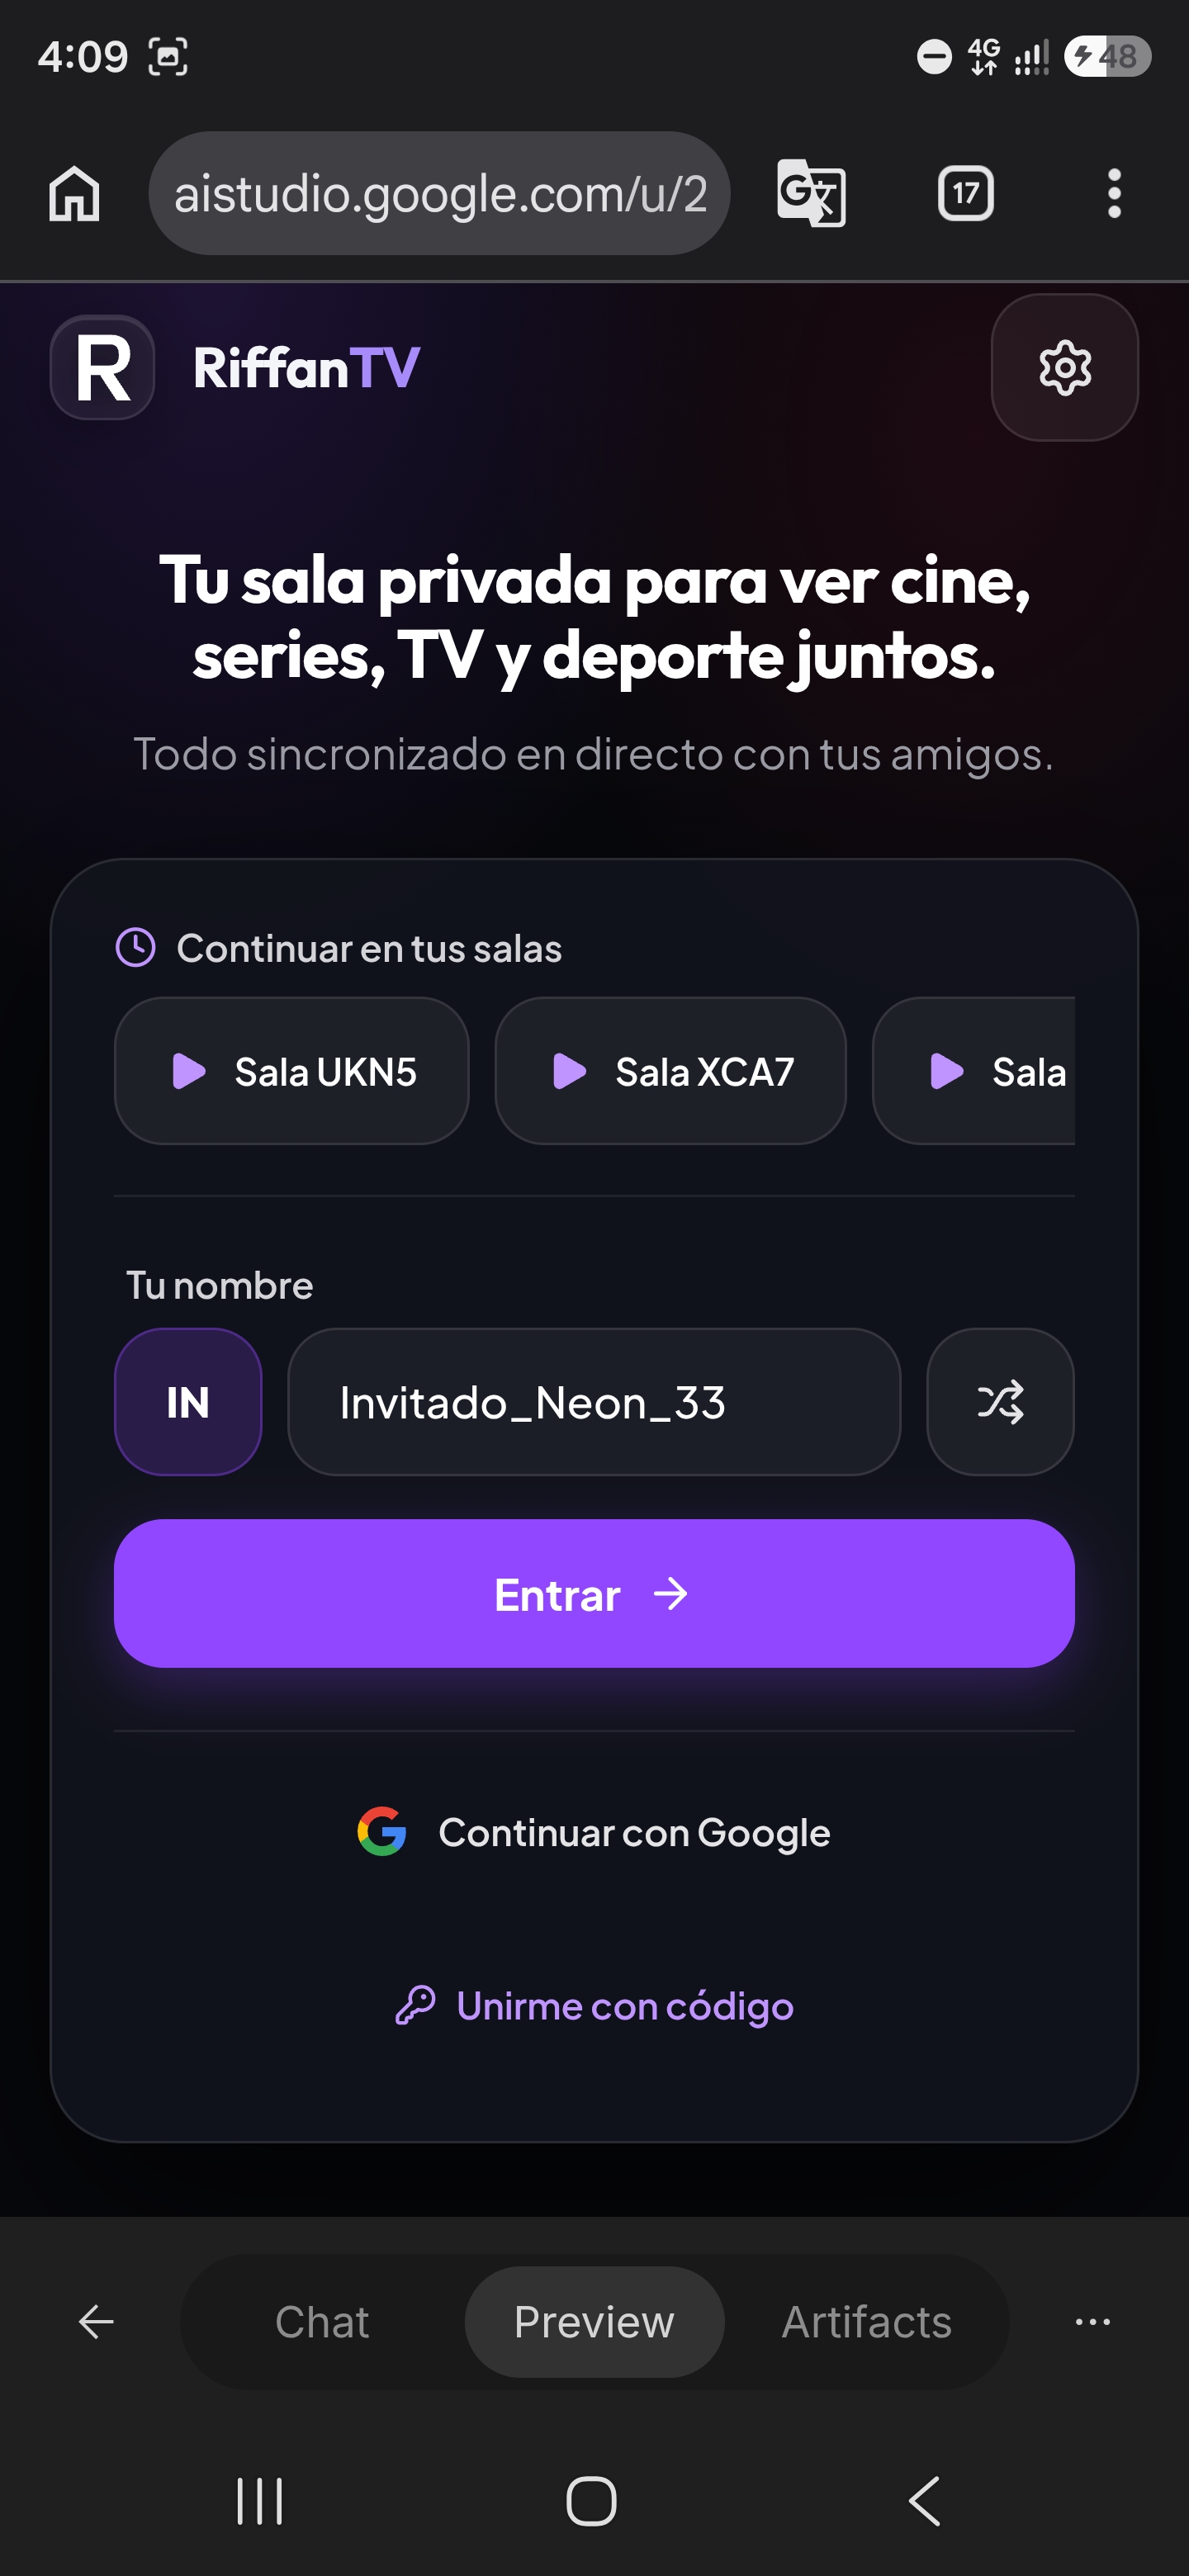 4:09
4G
48
aistudio.google.com/u/2
G文
17
R
RiffanTV
Tu sala privada para ver cine,
series, TV y deporte juntos.
Todo sincronizado en directo con tus amigos.
Continuar en tus salas
Sala UKN5
Sala XCA7
Sala
Tu nombre
IN
Invitado_Neon_33
Entrar →
Continuar con Google
Unirme con código
Chat
Preview
Artifacts